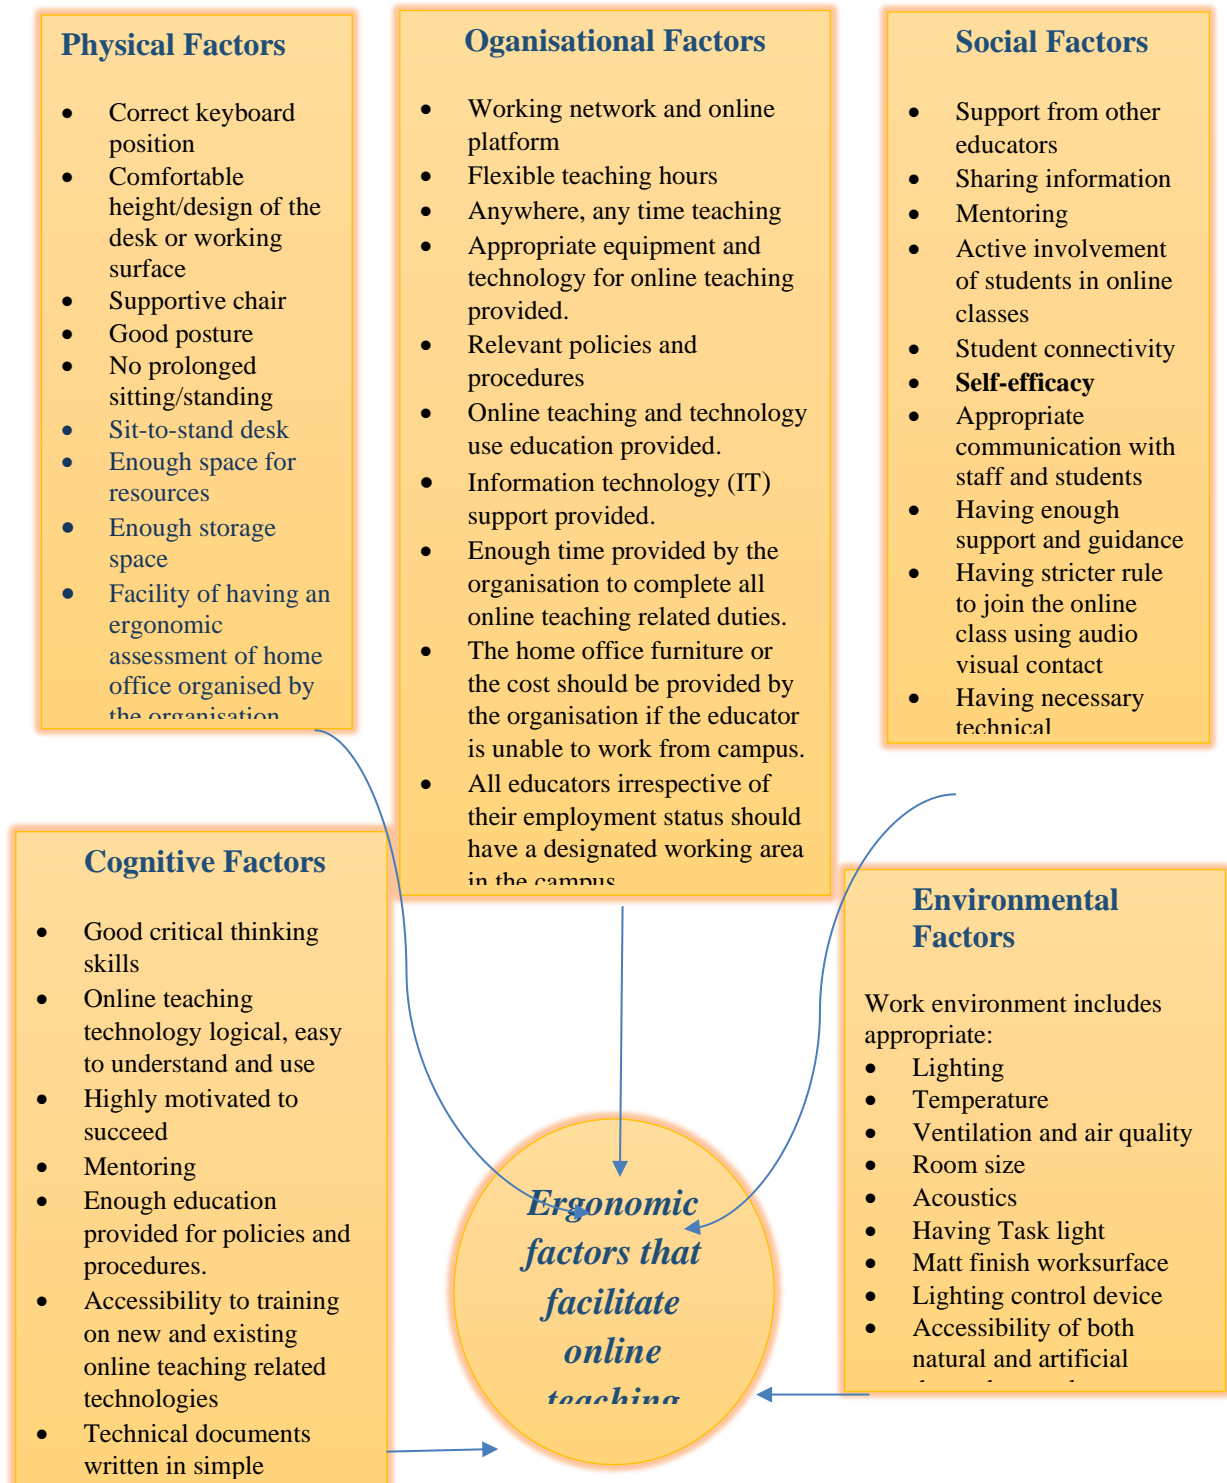 Physical Factors
• Correct keyboard
position
• Comfortable
height/design of the
desk or working
surface
• Supportive chair
• Good posture
• No prolonged
sitting/standing
• Sit-to-stand desk
• Enough space for
resources
• Enough storage
space
• Facility of having an
ergonomic
assessment of home
office organised by
the organisation
Oganisational Factors
• Working network and online
platform
• Flexible teaching hours
• Anywhere, any time teaching
• Appropriate equipment and
technology for online teaching
provided.
• Relevant policies and
procedures
• Online teaching and technology
use education provided.
• Information technology (IT)
support provided.
• Enough time provided by the
organisation to complete all
online teaching related duties.
• The home office furniture or
the cost should be provided by
the organisation if the educator
is unable to work from campus.
• All educators irrespective of
their employment status should
have a designated working area
in the campus
Social Factors
• Support from other
educators
• Sharing information
• Mentoring
• Active involvement
of students in online
classes
• Student connectivity
• Self-efficacy
• Appropriate
communication with
staff and students
• Having enough
support and guidance
• Having stricter rule
to join the online
class using audio
visual contact
• Having necessary
technical
Cognitive Factors
• Good critical thinking
skills
• Online teaching
technology logical, easy
to understand and use
• Highly motivated to
succeed
• Mentoring
• Enough education
provided for policies and
procedures.
• Accessibility to training
on new and existing
online teaching related
technologies
• Technical documents
written in simple
Environmental
Factors
Work environment includes
appropriate:
• Lighting
• Temperature
• Ventilation and air quality
• Room size
• Acoustics
• Having Task light
• Matt finish worksurface
• Lighting control device
• Accessibility of both
natural and artificial
Ergonomic
factors that
facilitate
online
teaching